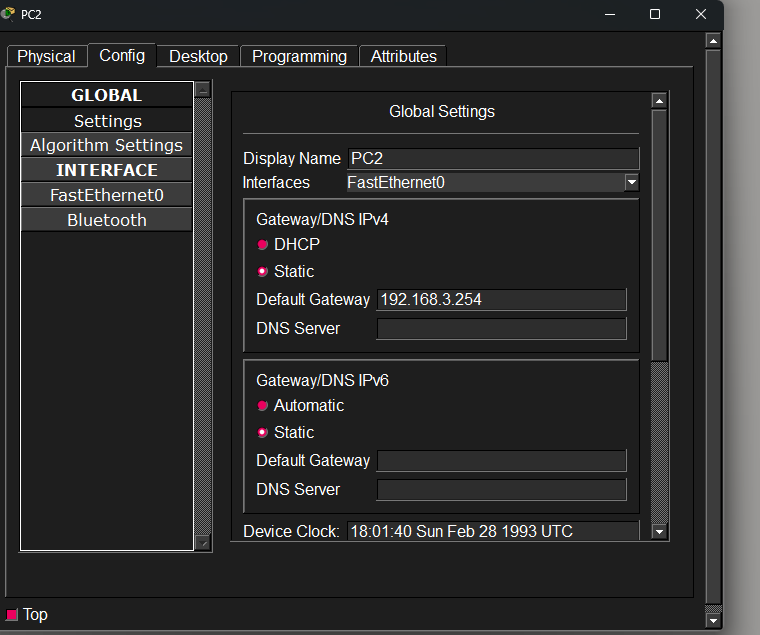 PC2
Physical Config Desktop Programming Attributes
GLOBAL
Settings
Algorithm Settings
INTERFACE
FastEthernet0
Bluetooth
Global Settings
Display Name PC2
Interfaces FastEthernet0
Gateway/DNS IPv4
DHCP
Static
Default Gateway 192.168.3.254
DNS Server
Gateway/DNS IPv6
Automatic
Static
Default Gateway
DNS Server
Device Clock: 18:01:40 Sun Feb 28 1993 UTC
Top